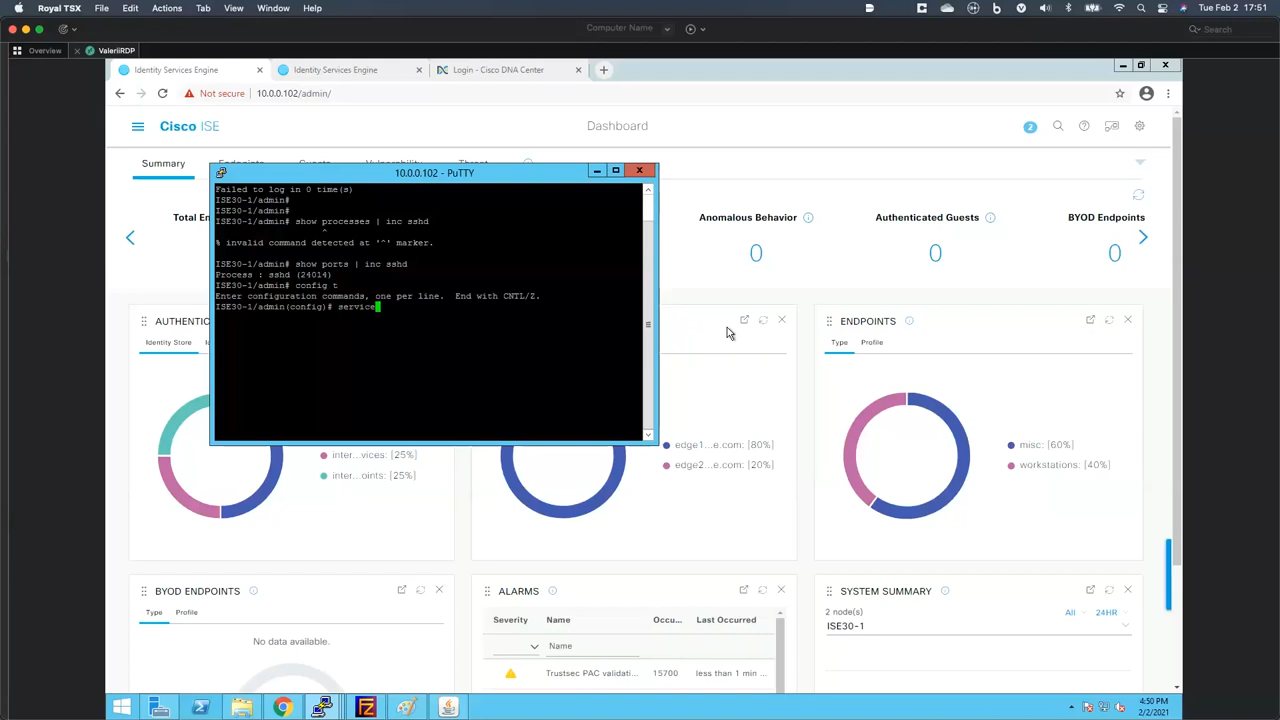 Royal TSX File Edit Actions Tab View Window Help
Tue Feb 2 17:51
Computer Name
Search
Overview
ValeriiRDP
Identity Services Engine
Identity Services Engine
Login - Cisco DNA Center
Not secure
10.0.0.102/admin/
Cisco ISE
Dashboard
2
Summary
10.0.0.102 - PuTTY
Failed to log in 0 time(s)
ISE30-1/admin#
ISE30-1/admin#
ISE30-1/admin# show processes | inc sshd
^
% invalid command detected at '^' marker.
ISE30-1/admin# show ports | inc sshd
Process : sshd (24014)
ISE30-1/admin# config t
Enter configuration commands, one per line.  End with CNTL/Z.
ISE30-1/admin(config)# service
Total En
Anomalous Behavior
0
Authenticated Guests
0
BYOD Endpoints
0
AUTHENTIC
Identity Store
inter...vices: [25%]
inter...oints: [25%]
edge1...e.com: [80%]
edge2...e.com: [20%]
ENDPOINTS
Type Profile
misc: [60%]
workstations: [40%]
BYOD ENDPOINTS
Type Profile
No data available.
ALARMS
Severity Name Occu... Last Occurred
Name
Trustsec PAC validati... 15700 less than 1 min ...
SYSTEM SUMMARY
2 node(s)
All 24HR
ISE30-1
4:50 PM
2/2/2021